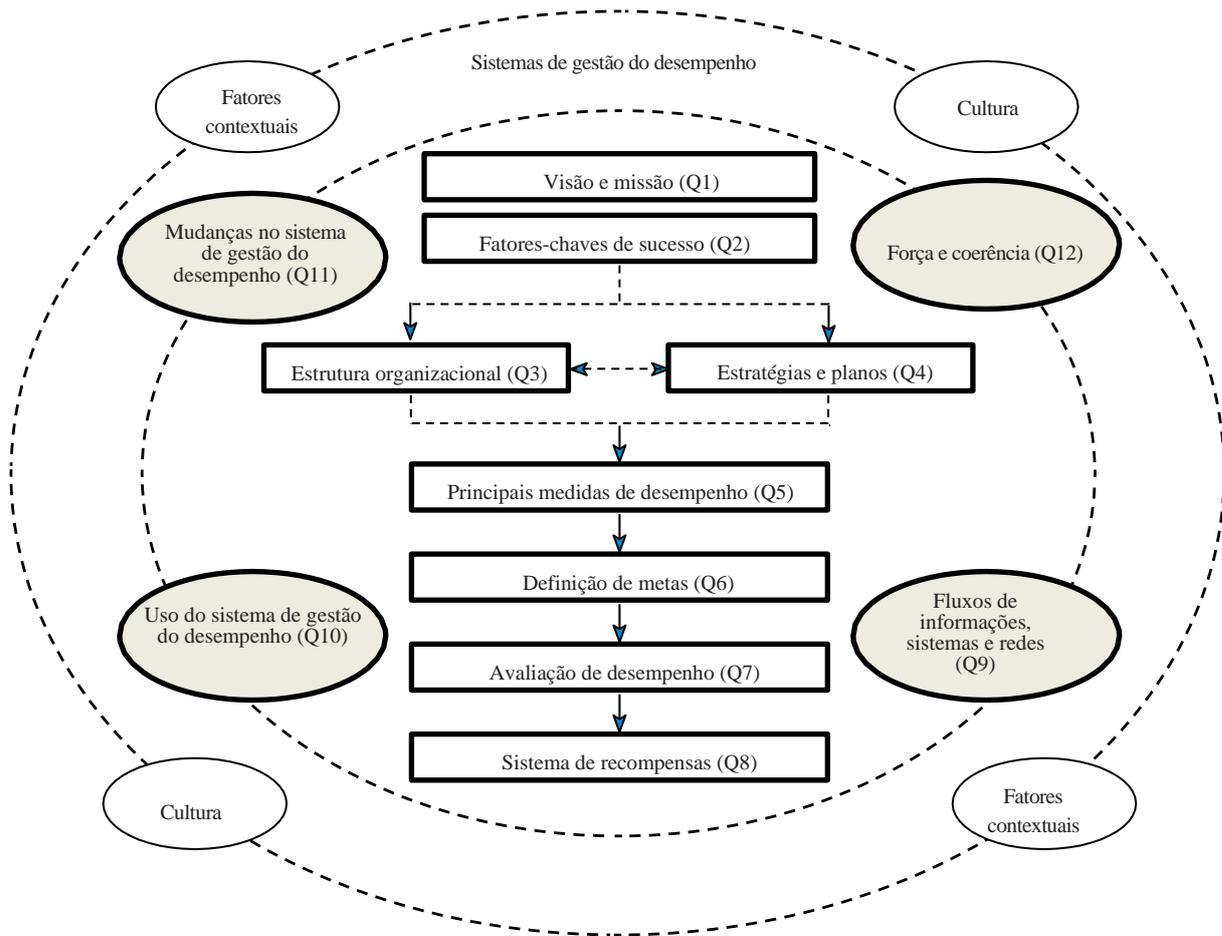 Sistemas de gestão do desempenho
Fatores
contextuais
Cultura
Visão e missão (Q1)
Fatores-chaves de sucesso (Q2)
Mudanças no sistema
de gestão do
desempenho (Q11)
Força e coerência (Q12)
Estrutura organizacional (Q3)
Estratégias e planos (Q4)
Principais medidas de desempenho (Q5)
Definição de metas (Q6)
Uso do sistema de gestão
do desempenho (Q10)
Fluxos de
informações,
sistemas e redes
(Q9)
Avaliação de desempenho (Q7)
Sistema de recompensas (Q8)
Cultura
Fatores
contextuais